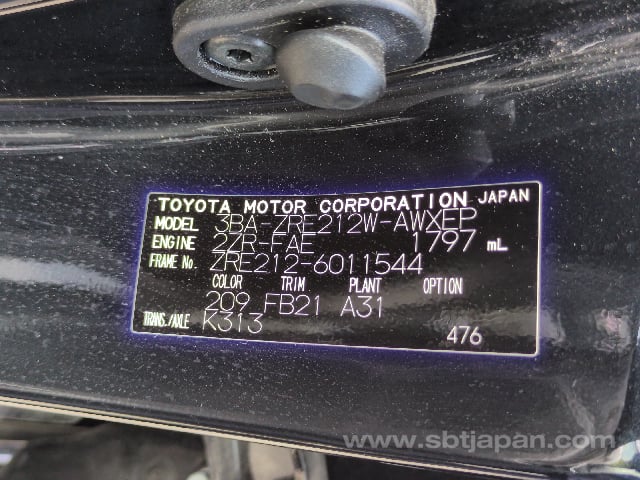 TOYOTA MOTOR CORPORATION JAPAN
MODEL 3BA-ZRE212W-AWXEP
ENGINE 2ZR-FAE 1797 mL
FRAME No. ZRE212-6011544
COLOR TRIM PLANT OPTION
209 FB21 A31
TRANS./AXLE K313
476
www.sbtjapan.com